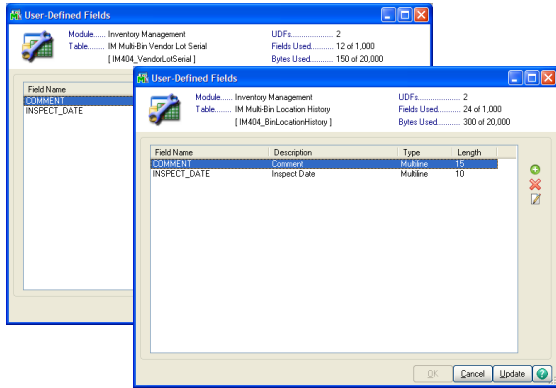 User-Defined Fields
Module...... Inventory Management
UDFs.................. 2
Table........ IM Multi-Bin Vendor Lot Serial
Fields Used........... 12 of 1,000
[ IM404_VendorLotSerial ]
Bytes Used........... 150 of 20,000
Field Name
COMMENT
INSPECT_DATE
User-Defined Fields
Module...... Inventory Management
UDFs.................. 2
Table........ IM Multi-Bin Location History
Fields Used........... 24 of 1,000
[ IM404_BinLocationHistory ]
Bytes Used........... 300 of 20,000
Field Name Description Type Length
COMMENT Comment Multiline 15
INSPECT_DATE Inspect Date Multiline 10
OK Cancel Update